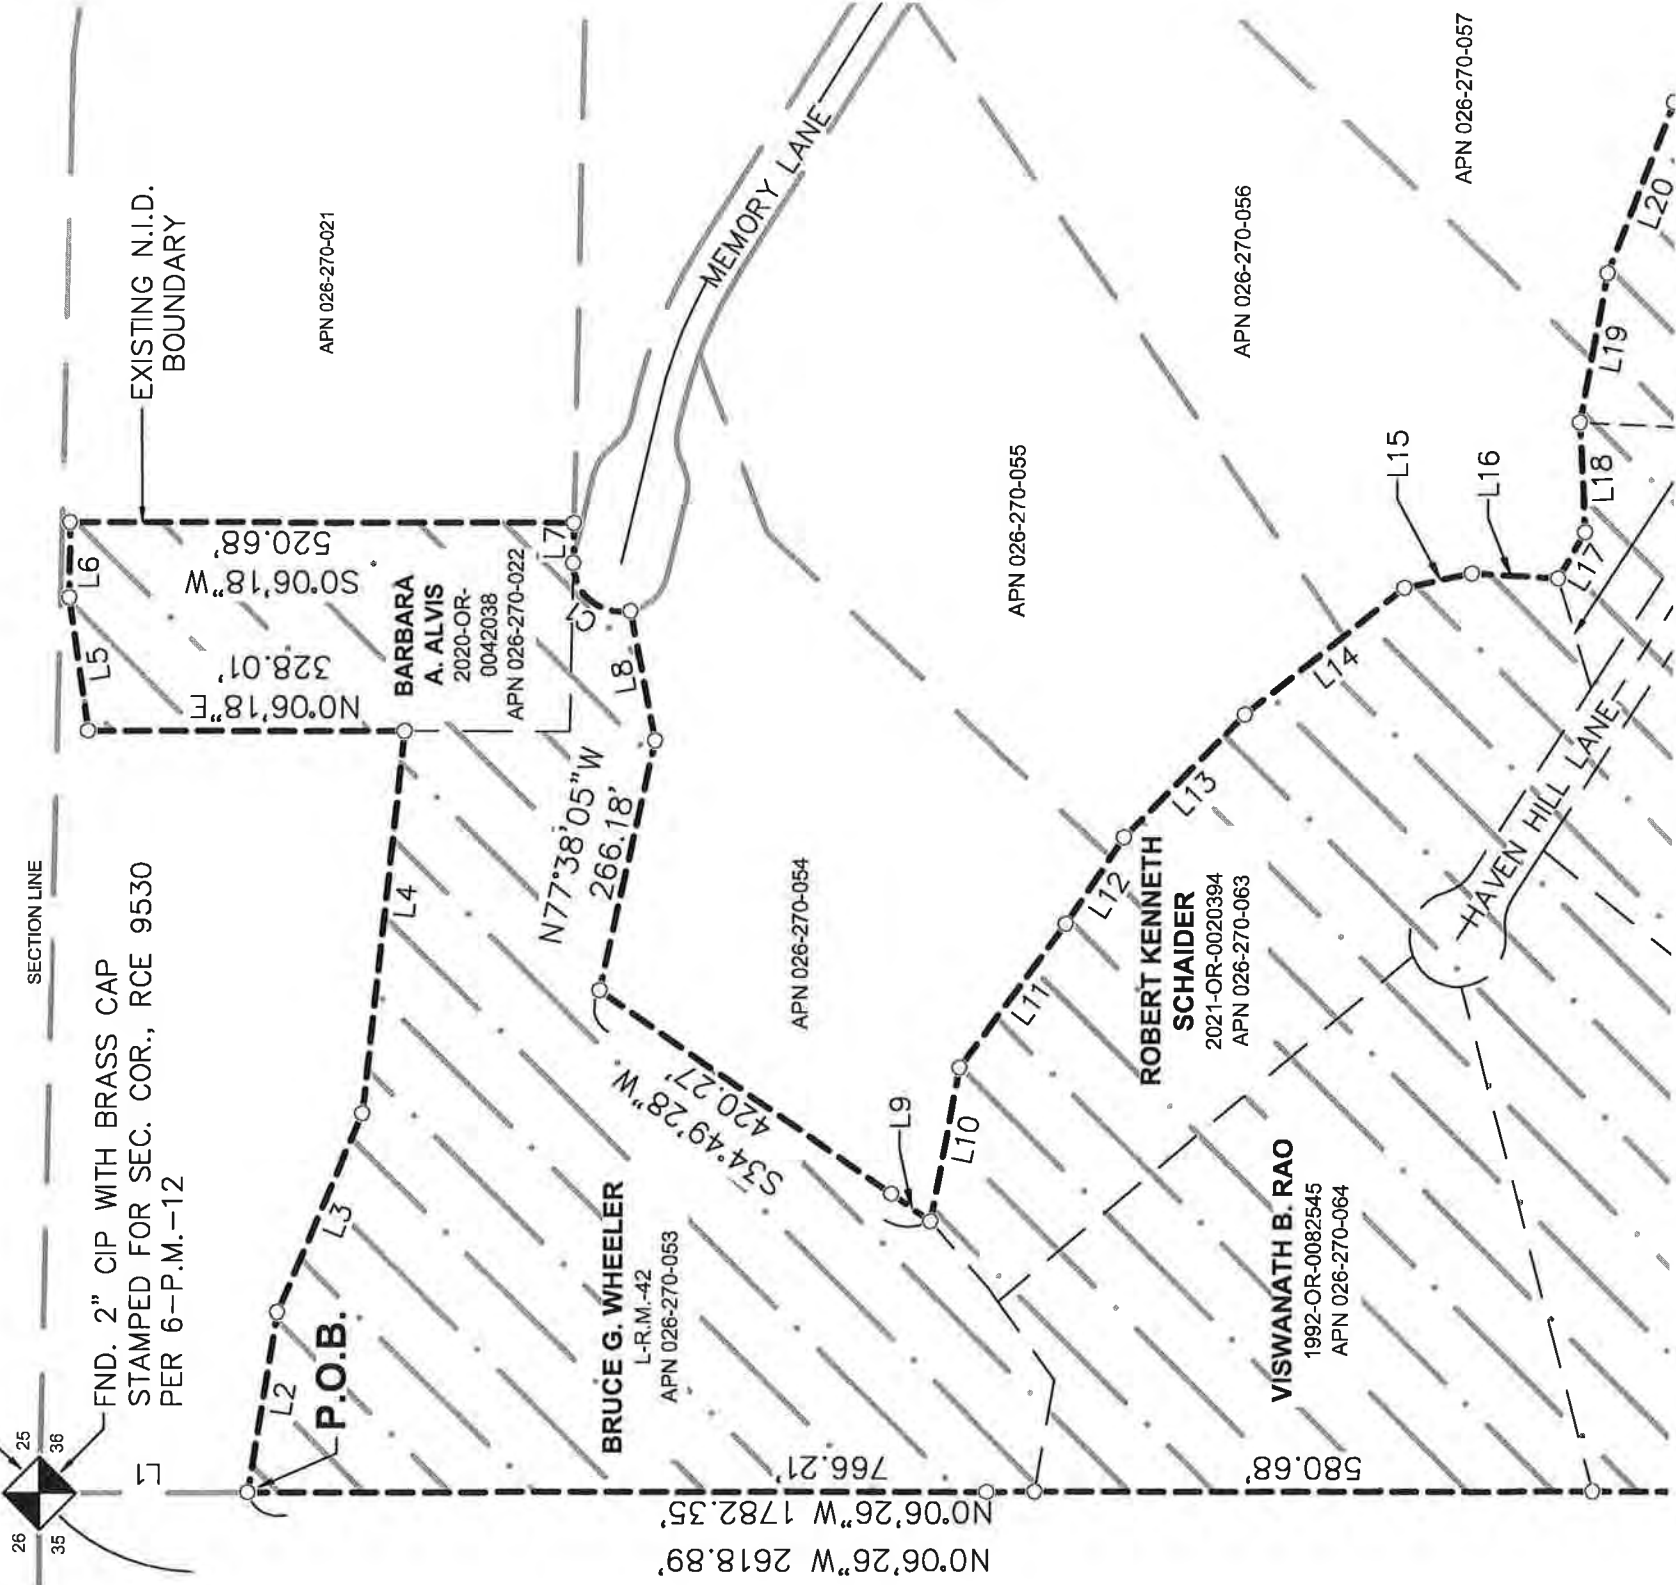 26
25
35
36
SECTION LINE
FND. 2" CIP WITH BRASS CAP
STAMPED FOR SEC. COR., RCE 9530
PER 6-P.M.-12
L1
P.O.B.
L2
L3
L4
N0°06'18"E
328.01'
L5
L6
EXISTING N.I.D.
BOUNDARY
S0°06'18"W
520.68'
BARBARA
A. ALVIS
2020-OR-
0042038
APN 026-270-022
APN 026-270-021
L7
L8
MEMORY LANE
N77°38'05"W
266.18'
S34°49'28"W
420.27'
L9
BRUCE G. WHEELER
L-R.M.-42
APN 026-270-053
APN 026-270-054
APN 026-270-055
APN 026-270-056
APN 026-270-057
L10
L11
L12
L13
L14
L15
L16
L17
L18
L19
L20
ROBERT KENNETH
SCHAIDER
2021-OR-0020394
APN 026-270-063
VISWANATH B. RAO
1992-OR-0082545
APN 026-270-064
HAVEN HILL LANE
766.21'
580.68'
N0°06'26"W 1782.35'
N0°06'26"W 2618.89'